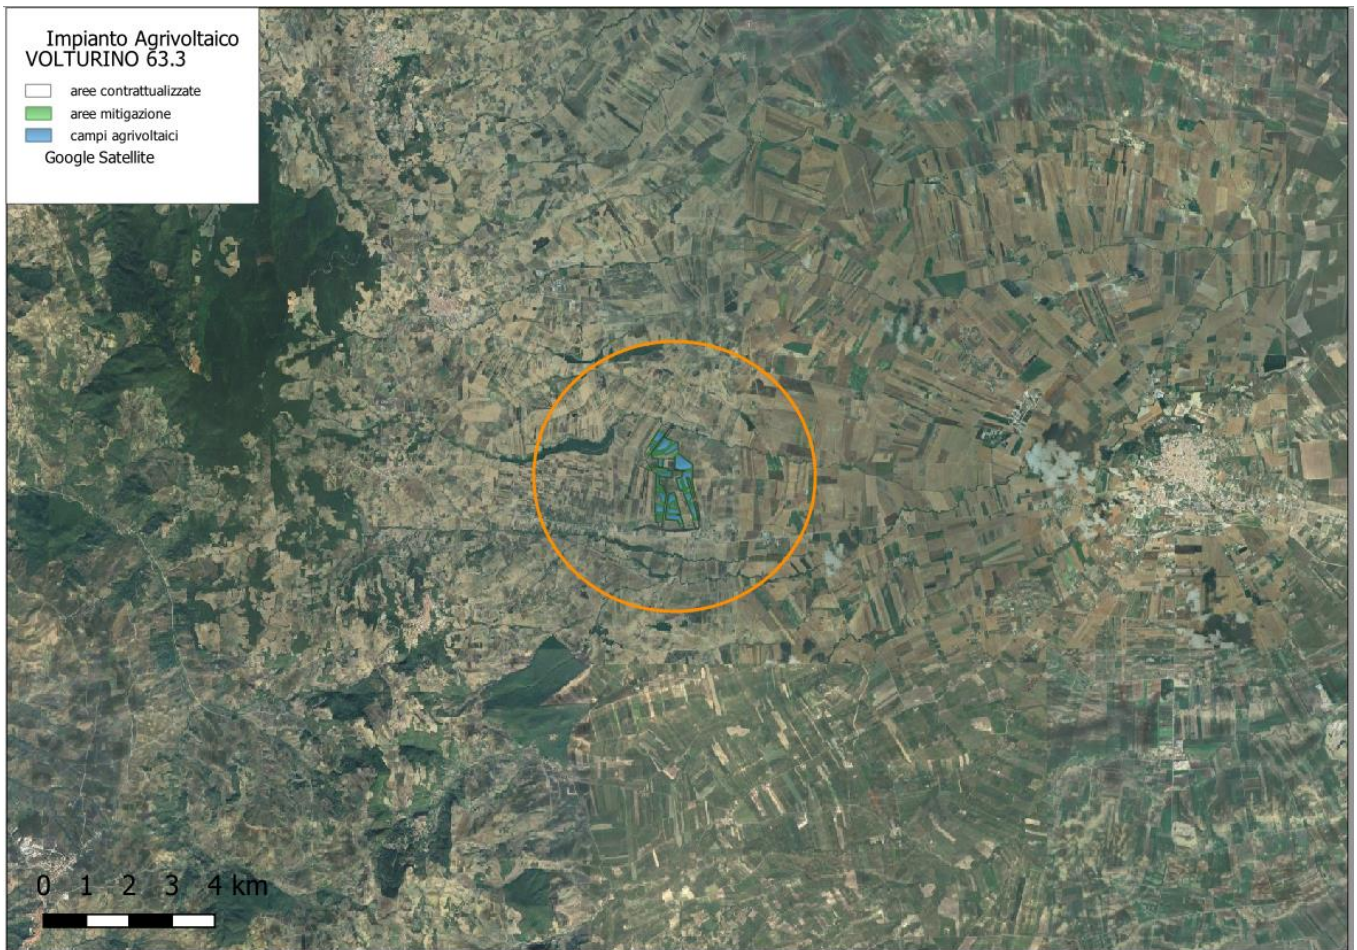 Impianto Agrivoltaico
VOLTURINO 63.3
aree contrattualizzate
aree mitigazione
campi agrivoltaici
Google Satellite
0 1 2 3 4 km